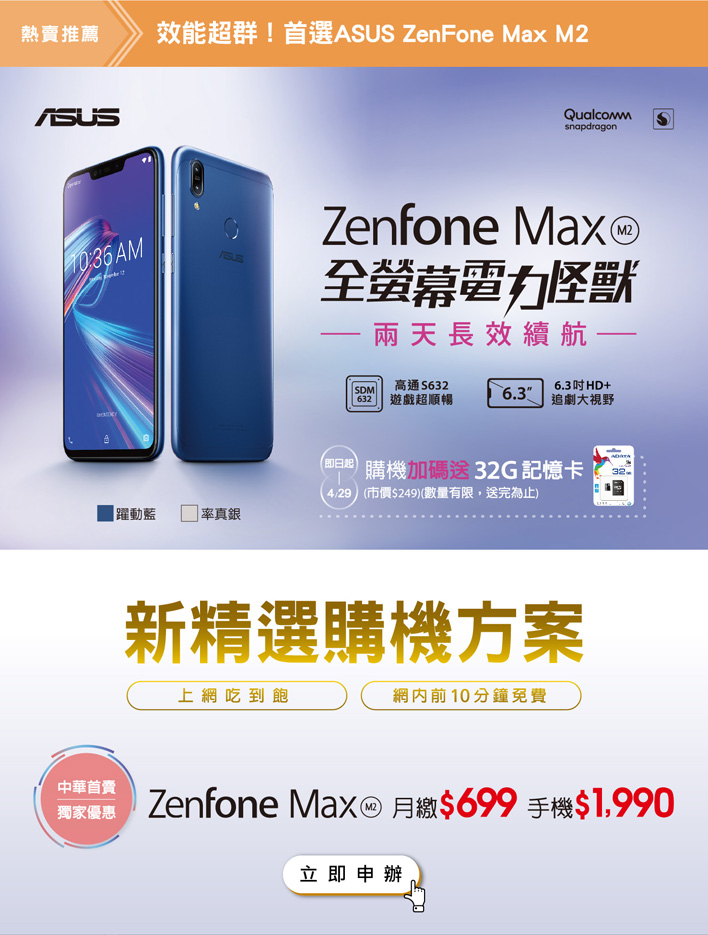 熱賣推薦
效能超群！首選ASUS ZenFone Max M2
ASUS
Qualcomm
snapdragon
10:36 AM
ASUS
Zenfone Max M2
全螢幕電力怪獸
兩天長效續航
SDM
632
高通S632
遊戲超順暢
6.3"
6.3吋HD+
追劇大視野
即日起
4/29
購機加碼送 32G 記憶卡
(市價$249)(數量有限，送完為止)
ADATA
32
躍動藍
率真銀
新精選購機方案
上網吃到飽
網內前10分鐘免費
中華首賣
獨家優惠
Zenfone Max M2 月繳$699 手機$1,990
立即申辦